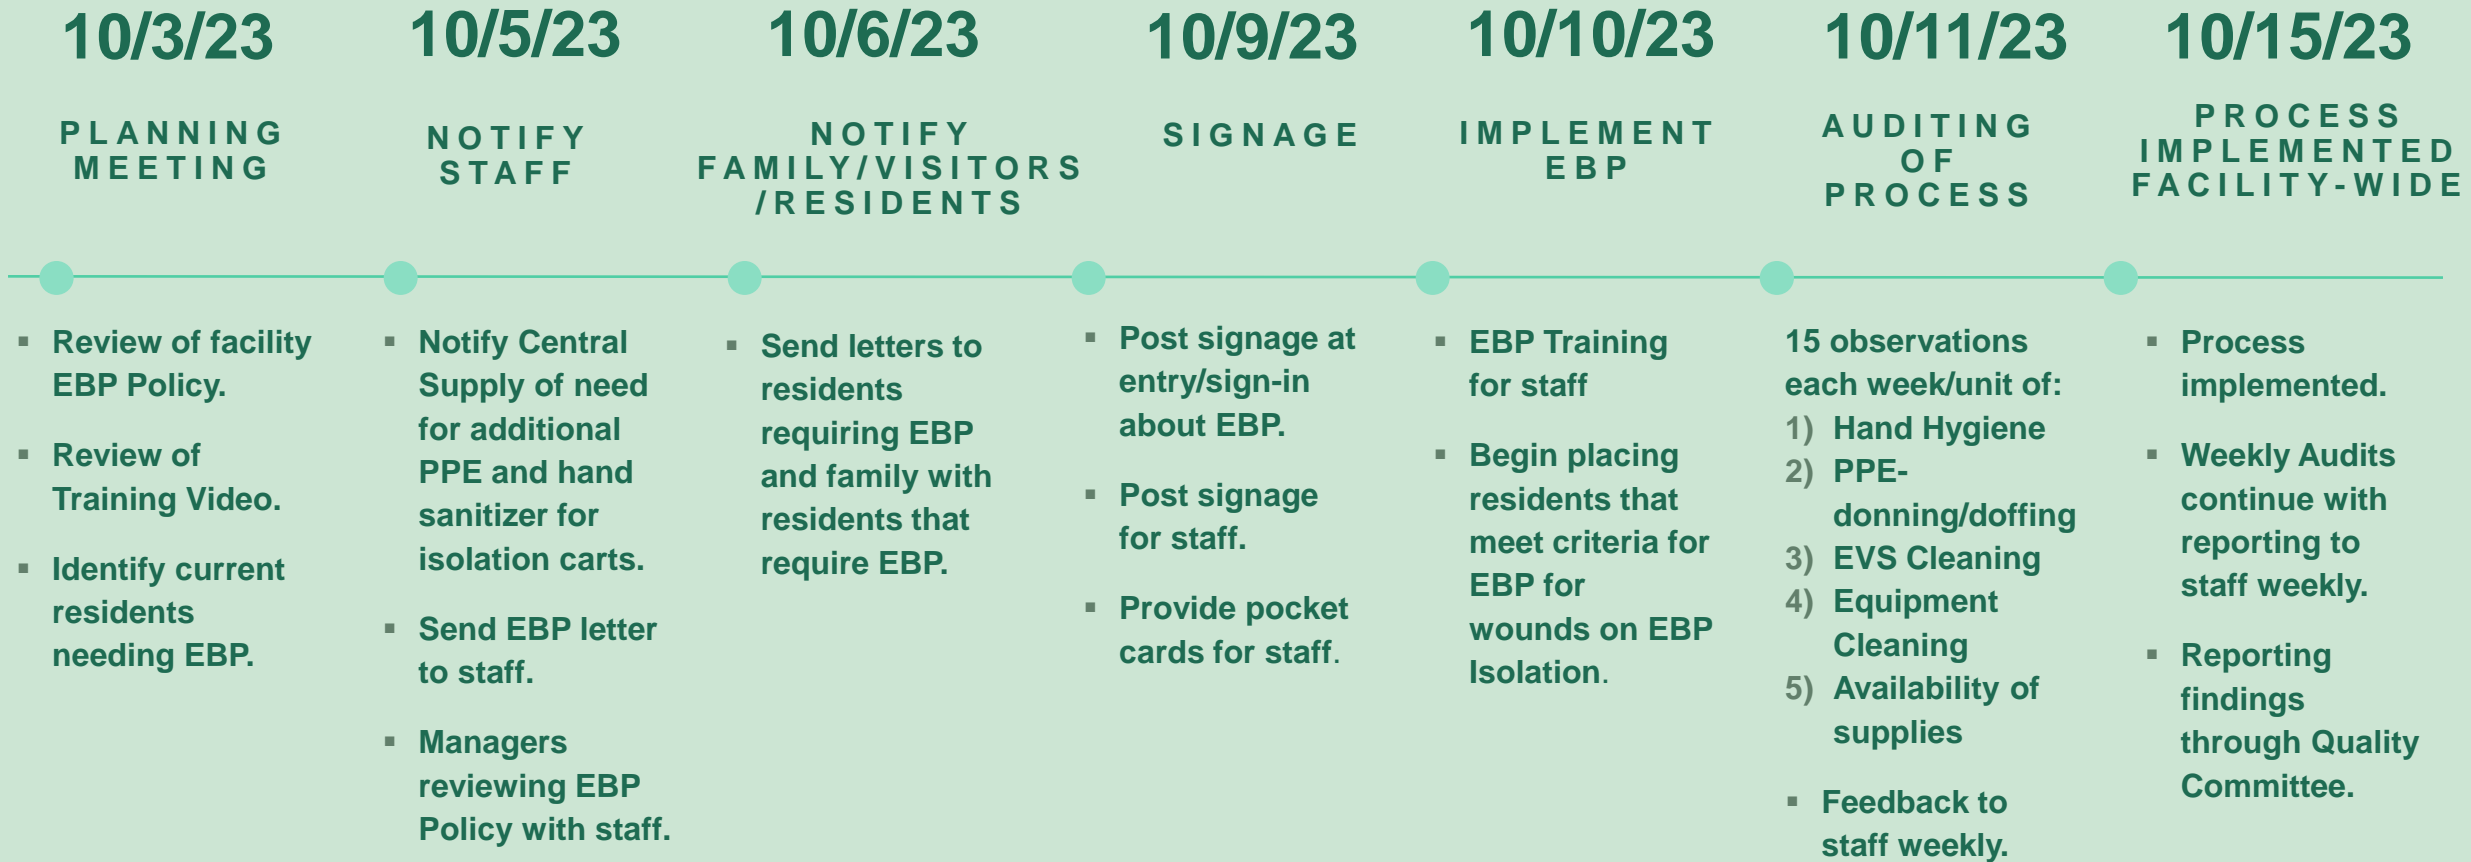 10/3/23
PLANNING
MEETING
▪ Review of facility
EBP Policy.
▪ Review of
Training Video.
▪ Identify current
residents
needing EBP.
10/5/23
NOTIFY
STAFF
▪ Notify Central
Supply of need
for additional
PPE and hand
sanitizer for
isolation carts.
▪ Send EBP letter
to staff.
▪ Managers
reviewing EBP
Policy with staff.
10/6/23
NOTIFY
FAMILY/VISITORS
/RESIDENTS
▪ Send letters to
residents
requiring EBP
and family with
residents that
require EBP.
10/9/23
SIGNAGE
▪ Post signage at
entry/sign-in
about EBP.
▪ Post signage
for staff.
▪ Provide pocket
cards for staff.
10/10/23
IMPLEMENT
EBP
▪ EBP Training
for staff
▪ Begin placing
residents that
meet criteria for
EBP for
wounds on EBP
Isolation.
10/11/23
AUDITING
OF
PROCESS
15 observations
each week/unit of:
1) Hand Hygiene
2) PPE-
donning/doffing
3) EVS Cleaning
4) Equipment
Cleaning
5) Availability of
supplies
▪ Feedback to
staff weekly.
10/15/23
PROCESS
IMPLEMENTED
FACILITY-WIDE
▪ Process
implemented.
▪ Weekly Audits
continue with
reporting to
staff weekly.
▪ Reporting
findings
through Quality
Committee.